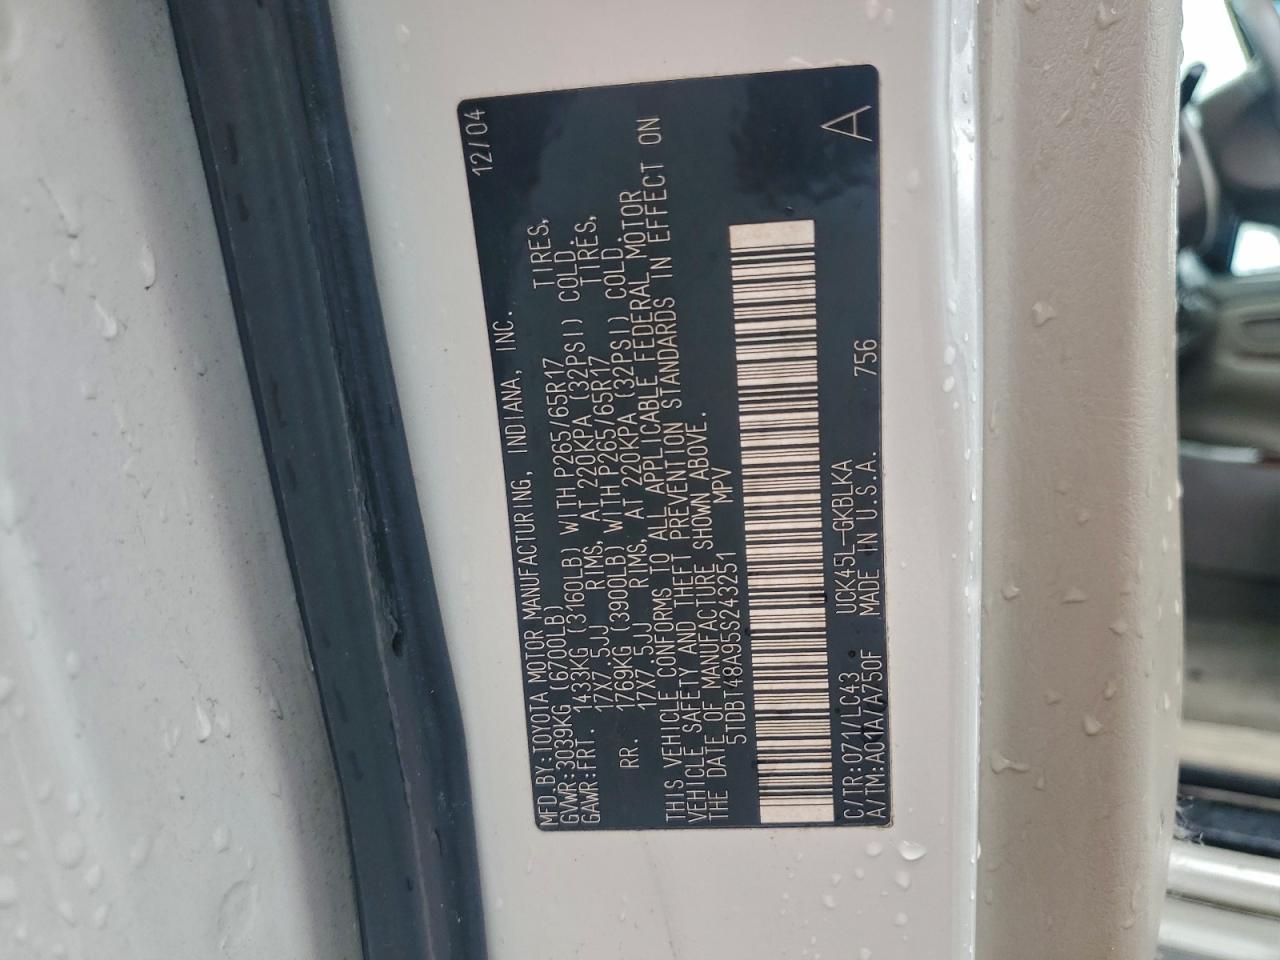 12/04
MFD.BY:TOYOTA MOTOR MANUFACTURING, INDIANA, INC.
GVWR:3039KG (6700LB)
GAWR:FRT. 1433KG (3160LB) WITH P265/65R17 TIRES,
17X7.5JJ RIMS, AT 220KPA (32PSI) COLD.
RR. 1769KG (3900LB) WITH P265/65R17 TIRES,
17X7.5JJ RIMS, AT 220KPA (32PSI) COLD.
THIS VEHICLE CONFORMS TO ALL APPLICABLE FEDERAL MOTOR
VEHICLE SAFETY AND THEFT PREVENTION STANDARDS IN EFFECT ON
THE DATE OF MANUFACTURE SHOWN ABOVE.
5TDBT48A95S243251 MPV
C/TR:071/LC43 UCK45L-GKBLKA 756
A/TM:A01A/A750F MADE IN U.S.A.
A